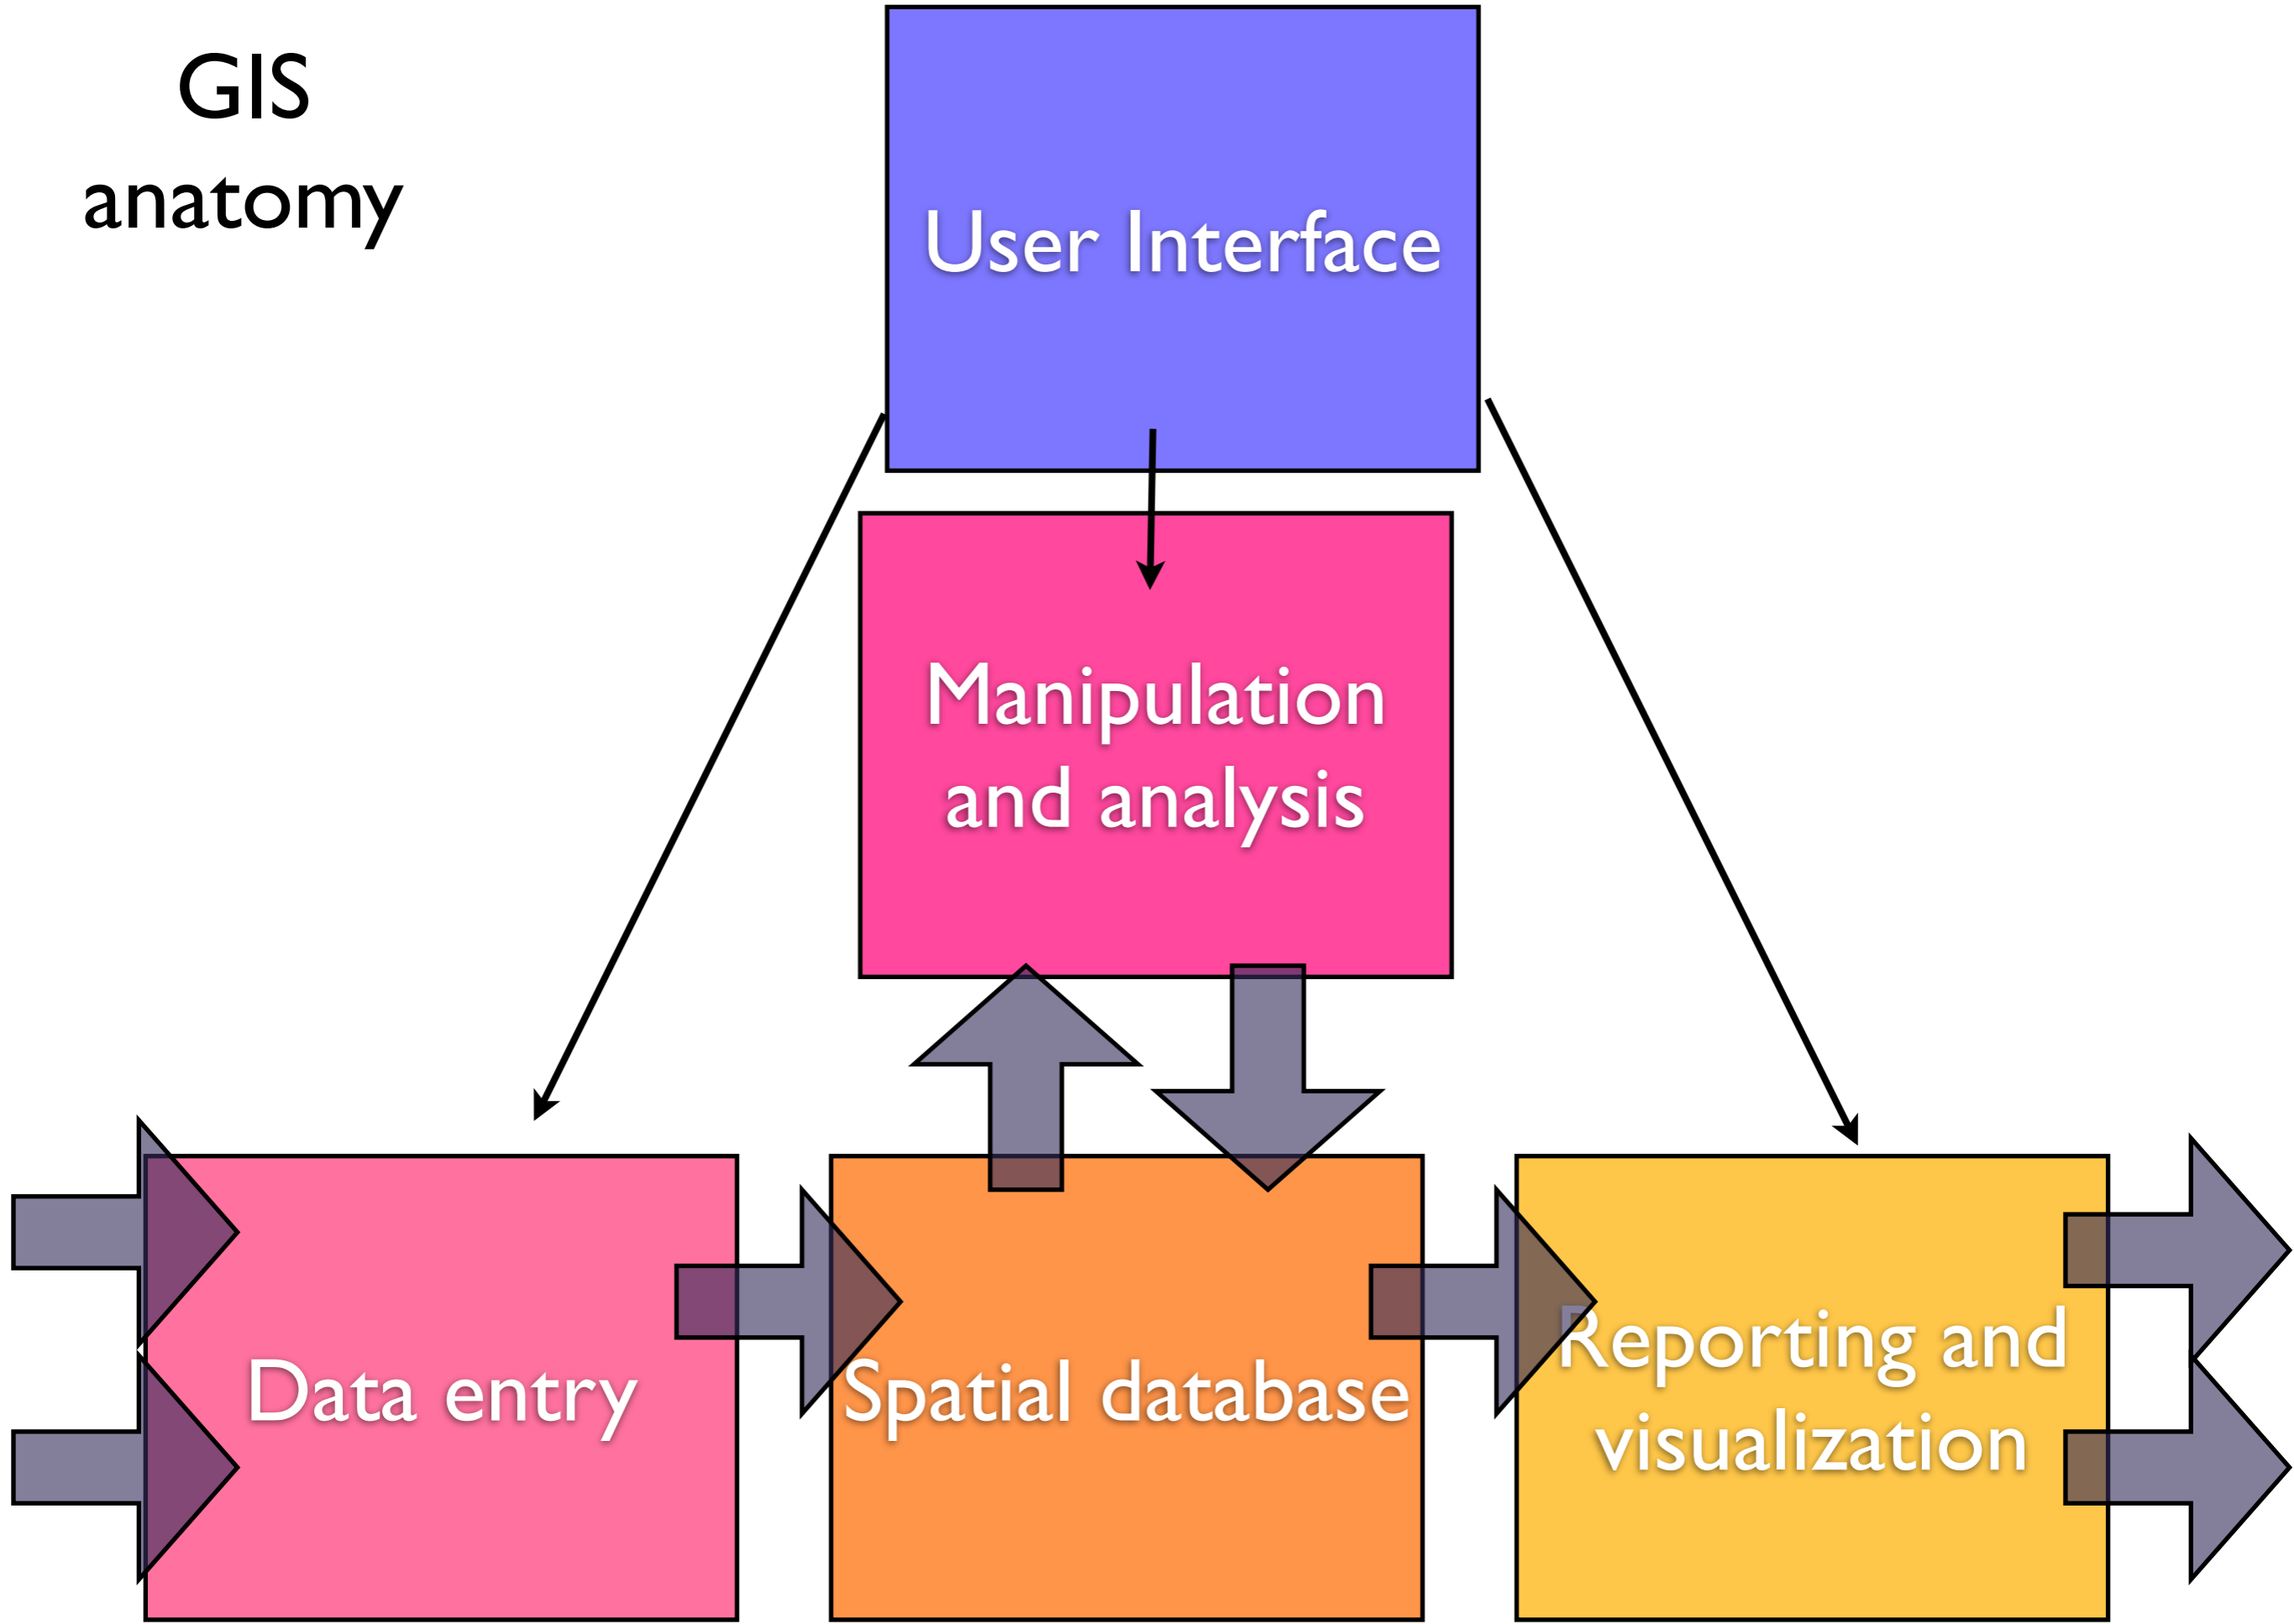 GIS
anatomy
User Interface
Manipulation
and analysis
Data entry
Spatial database
Reporting and
visualization